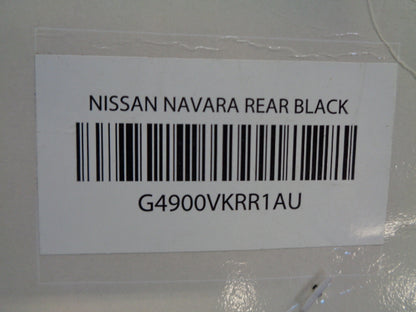 NISSAN NAVARA REAR BLACK
G4900VKRR1AU